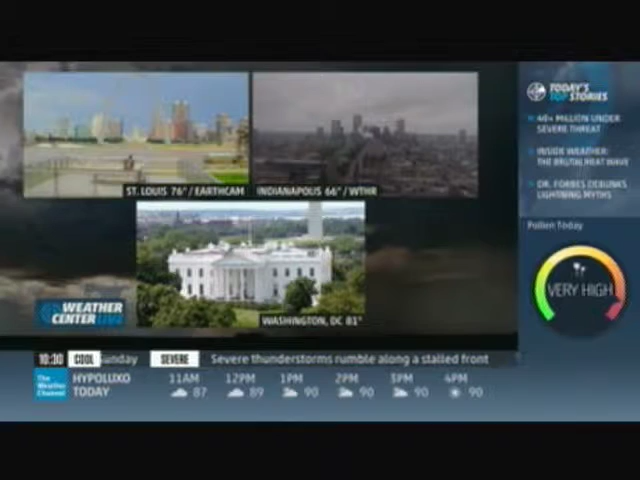 TODAY'S
TOP STORIES
40+ MILLION UNDER
SEVERE THREAT
INSIDE WEATHER:
THE BRUTAL HEAT WAVE
DR. FORBES DEBUNKS
LIGHTNING MYTHS
ST. LOUIS 76° / EARTHCAM
INDIANAPOLIS 66° / WTHR
WASHINGTON, DC 81°
Pollen Today
VERY HIGH
WEATHER
CENTER LIVE
10:30 COOL unday SEVERE Severe thunderstorms rumble along a stalled front
The
Weather
Channel
HYPOLUXO
TODAY
11AM 12PM 1PM 2PM 3PM 4PM
87 89 90 90 90 90